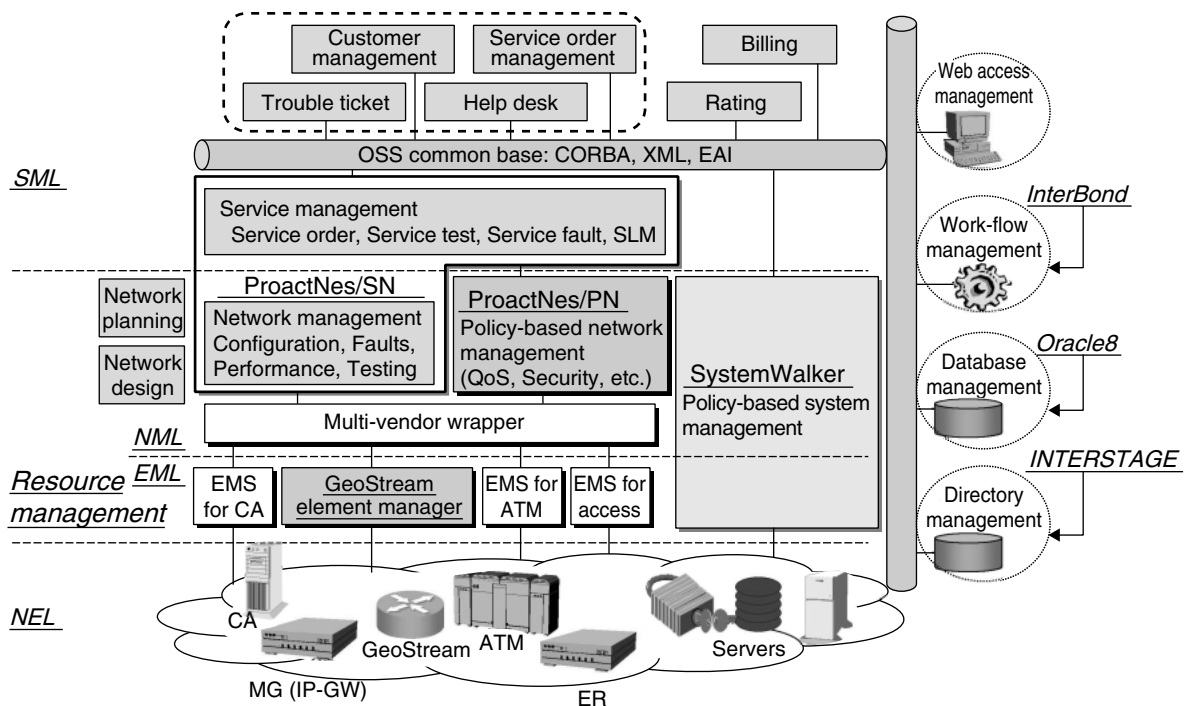 Customer
management
Service order
management
Billing
Trouble ticket
Help desk
Rating
OSS common base: CORBA, XML, EAI
SML
Service management
Service order, Service test, Service fault, SLM
Network
planning
Network
design
ProactNes/SN
Network management
Configuration, Faults,
Performance, Testing
ProactNes/PN
Policy-based network
management
(QoS, Security, etc.)
SystemWalker
Policy-based system
management
Multi-vendor wrapper
NML
EML
Resource
management
EMS
for CA
GeoStream
element manager
EMS for
ATM
EMS for
access
NEL
CA
MG (IP-GW)
GeoStream
ATM
ER
Servers
Web access
management
InterBond
Work-flow
management
Oracle8
Database
management
INTERSTAGE
Directory
management